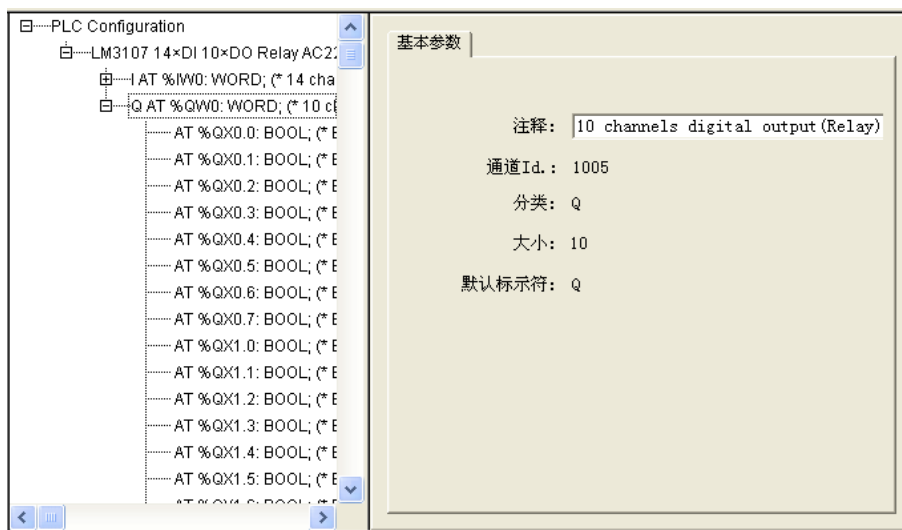 PLC Configuration
LM3107 14×DI 10×DO Relay AC22
I AT %IW0: WORD; (* 14 cha
Q AT %QW0: WORD; (* 10 cl
AT %QX0.0: BOOL; (* E
AT %QX0.1: BOOL; (* E
AT %QX0.2: BOOL; (* E
AT %QX0.3: BOOL; (* E
AT %QX0.4: BOOL; (* E
AT %QX0.5: BOOL; (* E
AT %QX0.6: BOOL; (* E
AT %QX0.7: BOOL; (* E
AT %QX1.0: BOOL; (* E
AT %QX1.1: BOOL; (* E
AT %QX1.2: BOOL; (* E
AT %QX1.3: BOOL; (* E
AT %QX1.4: BOOL; (* E
AT %QX1.5: BOOL; (* E
基本参数
注释: 10 channels digital output(Relay)
通道Id.: 1005
分类: Q
大小: 10
默认标示符: Q